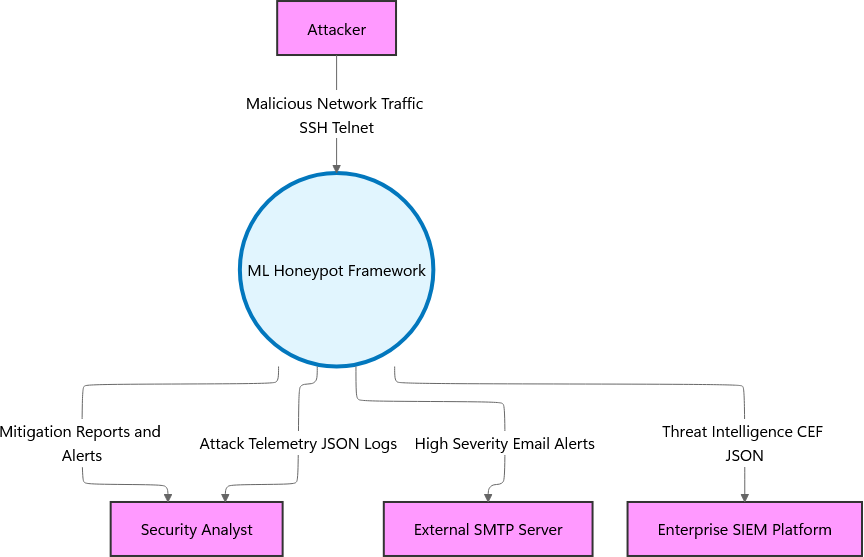 Attacker
Malicious Network Traffic
SSH Telnet
ML Honeypot Framework
Mitigation Reports and
Alerts
Attack Telemetry JSON Logs
High Severity Email Alerts
Threat Intelligence CEF
JSON
Security Analyst
External SMTP Server
Enterprise SIEM Platform